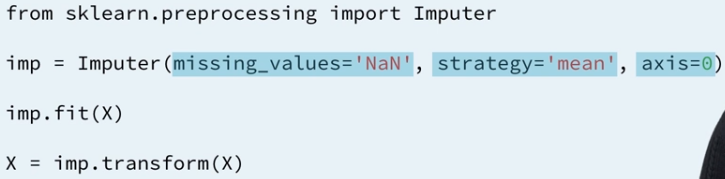 from sklearn.preprocessing import Imputer
imp = Imputer(missing_values='NaN', strategy='mean', axis=0)
imp.fit(X)
X = imp.transform(X)